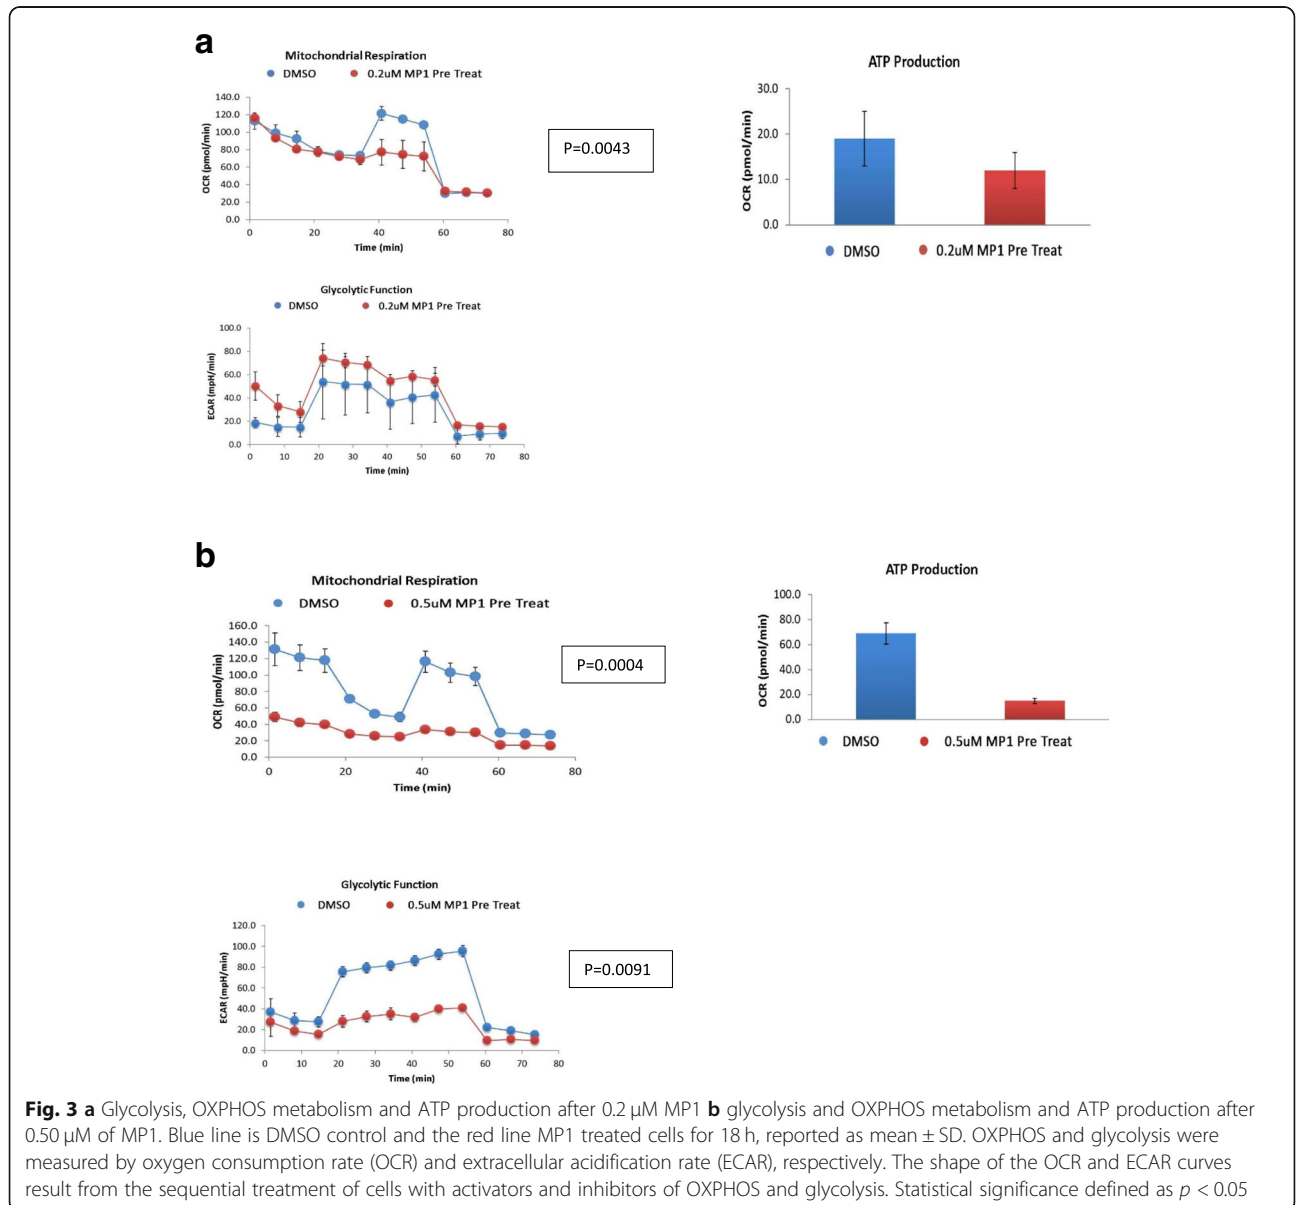 a
Mitochondrial Respiration
DMSO 0.2uM MP1 Pre Treat
140.0
120.0
100.0
80.0
60.0
40.0
20.0
0.0
OCR (pmol/min)
0 20 40 60 80
Time (min)
P=0.0043
ATP Production
30.0
20.0
10.0
0.0
OCR (pmol/min)
DMSO 0.2uM MP1 Pre Treat
Glycolytic Function
DMSO 0.2uM MP1 Pre Treat
100.0
80.0
60.0
40.0
20.0
0.0
ECAR (mpH/min)
0 10 20 30 40 50 60 70 80
Time (min)
b
Mitochondrial Respiration
DMSO 0.5uM MP1 Pre Treat
160.0
140.0
120.0
100.0
80.0
60.0
40.0
20.0
0.0
OCR (pmol/min)
0 20 40 60 80
Time (min)
P=0.0004
ATP Production
100.0
80.0
60.0
40.0
20.0
0.0
OCR (pmol/min)
DMSO 0.5uM MP1 Pre Treat
Glycolytic Function
DMSO 0.5uM MP1 Pre Treat
120.0
100.0
80.0
60.0
40.0
20.0
0.0
ECAR (mpH/min)
0 10 20 30 40 50 60 70 80
Time (min)
P=0.0091
Fig. 3 a Glycolysis, OXPHOS metabolism and ATP production after 0.2 μM MP1 b glycolysis and OXPHOS metabolism and ATP production after
0.50 μM of MP1. Blue line is DMSO control and the red line MP1 treated cells for 18 h, reported as mean ± SD. OXPHOS and glycolysis were
measured by oxygen consumption rate (OCR) and extracellular acidification rate (ECAR), respectively. The shape of the OCR and ECAR curves
result from the sequential treatment of cells with activators and inhibitors of OXPHOS and glycolysis. Statistical significance defined as p < 0.05